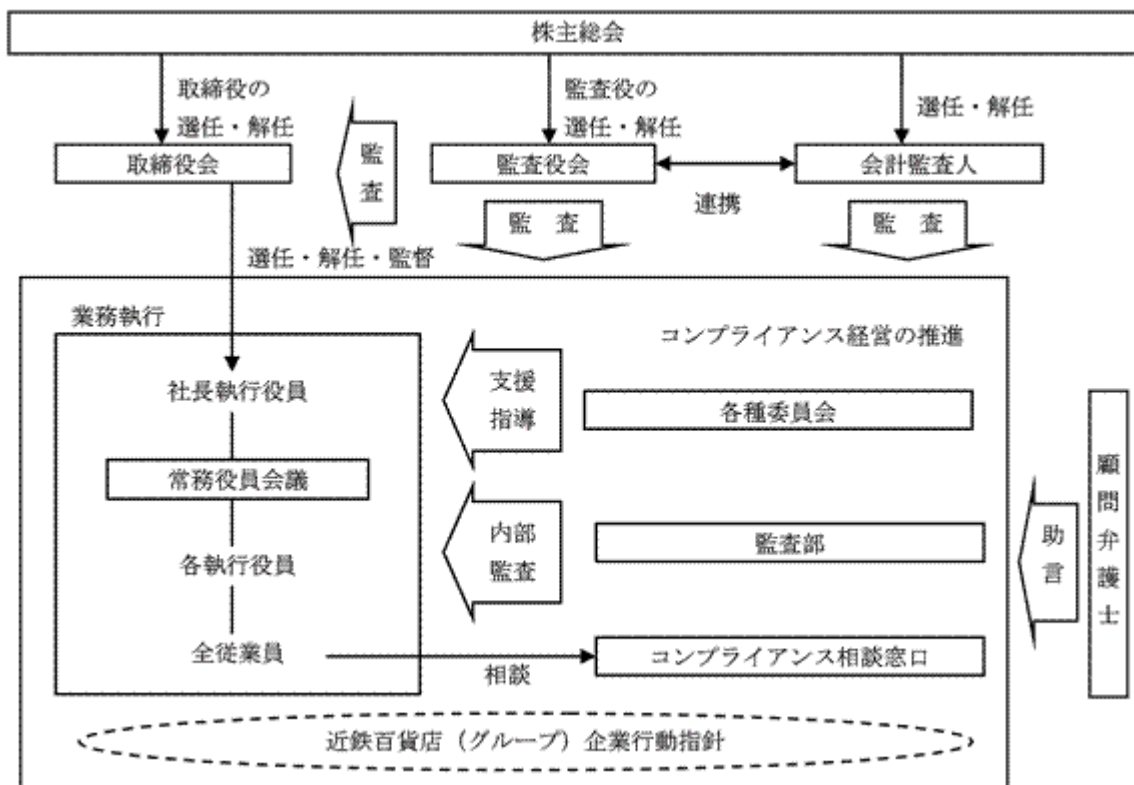 株主総会
取締役の
選任・解任
監査役の
選任・解任
選任・解任
取締役会
監査
監査役会
連携
会計監査人
監 査
監 査
選任・解任・監督
業務執行
コンプライアンス経営の推進
社長執行役員
支援
指導
各種委員会
常務役員会議
内部
監査
監査部
各執行役員
助言
顧問弁護士
全従業員
相談
コンプライアンス相談窓口
近鉄百貨店（グループ）企業行動指針